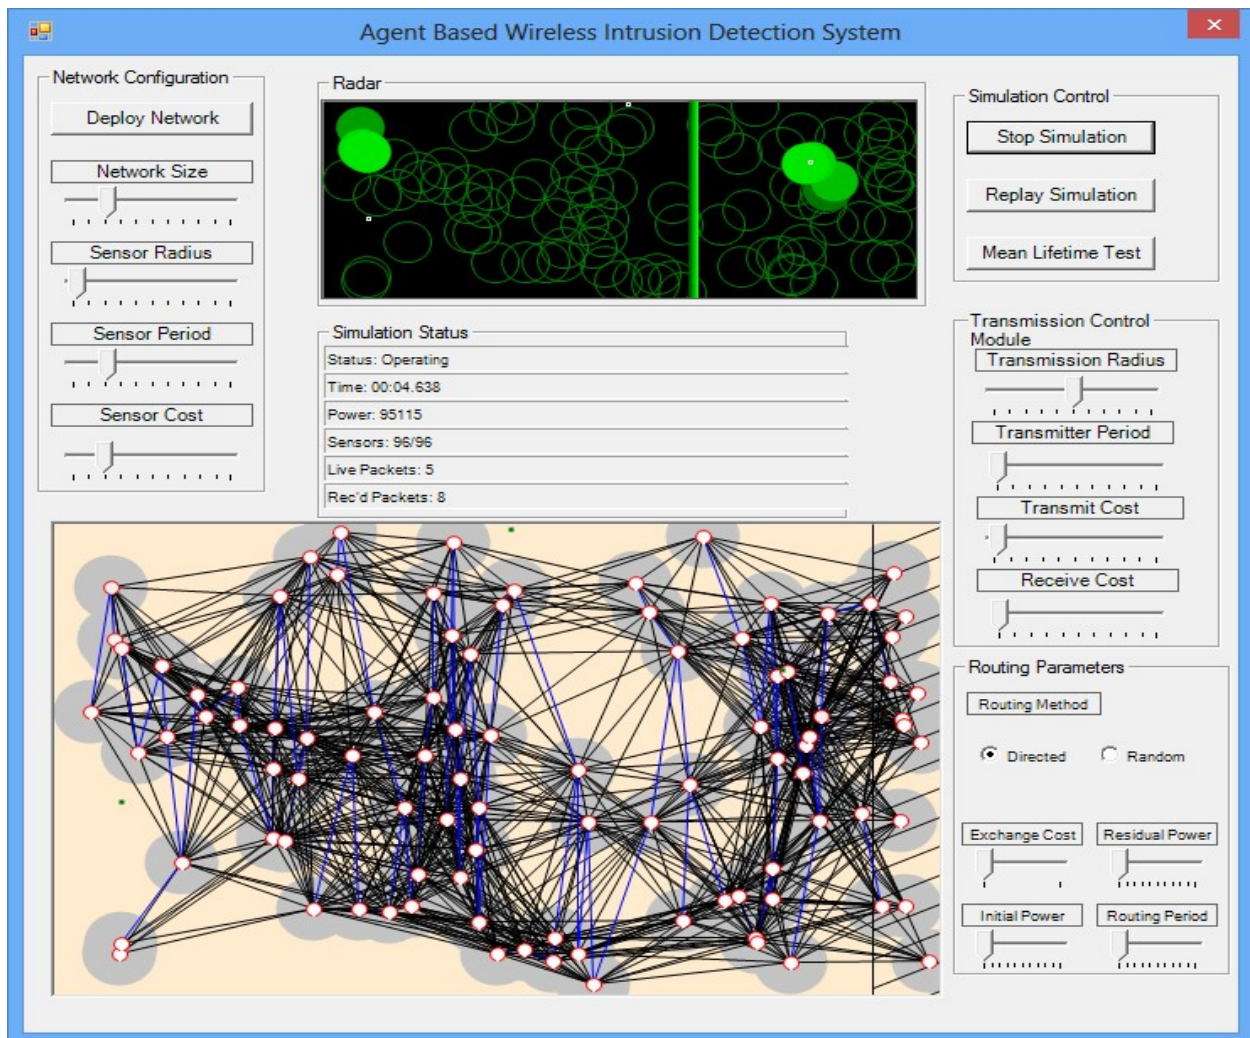 Agent Based Wireless Intrusion Detection System
Network Configuration
Deploy Network
Network Size
Sensor Radius
Sensor Period
Sensor Cost
Radar
Simulation Status
Status: Operating
Time: 00:04.638
Power: 95115
Sensors: 96/96
Live Packets: 5
Rec'd Packets: 8
Simulation Control
Stop Simulation
Replay Simulation
Mean Lifetime Test
Transmission Control
Module
Transmission Radius
Transmitter Period
Transmit Cost
Receive Cost
Routing Parameters
Routing Method
Directed Random
Exchange Cost Residual Power
Initial Power Routing Period